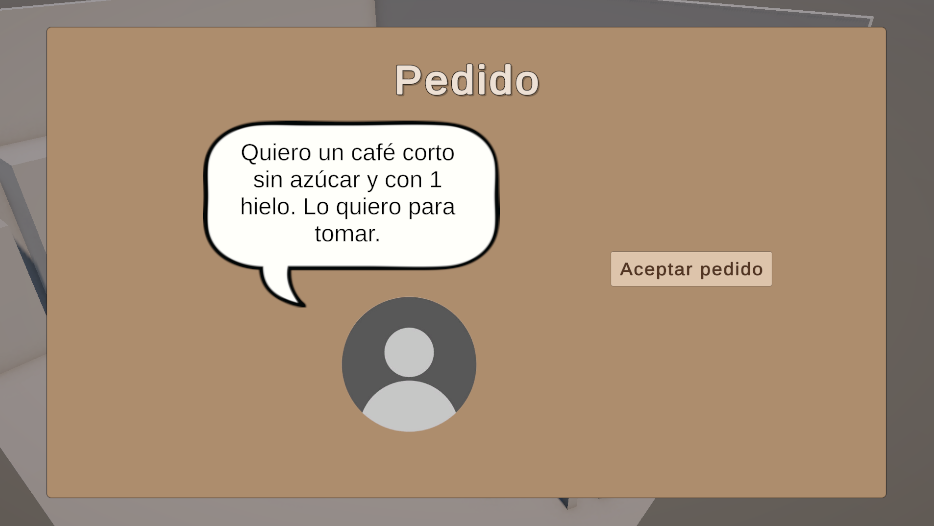 Pedido
Quiero un café corto
sin azúcar y con 1
hielo. Lo quiero para
tomar.
Aceptar pedido